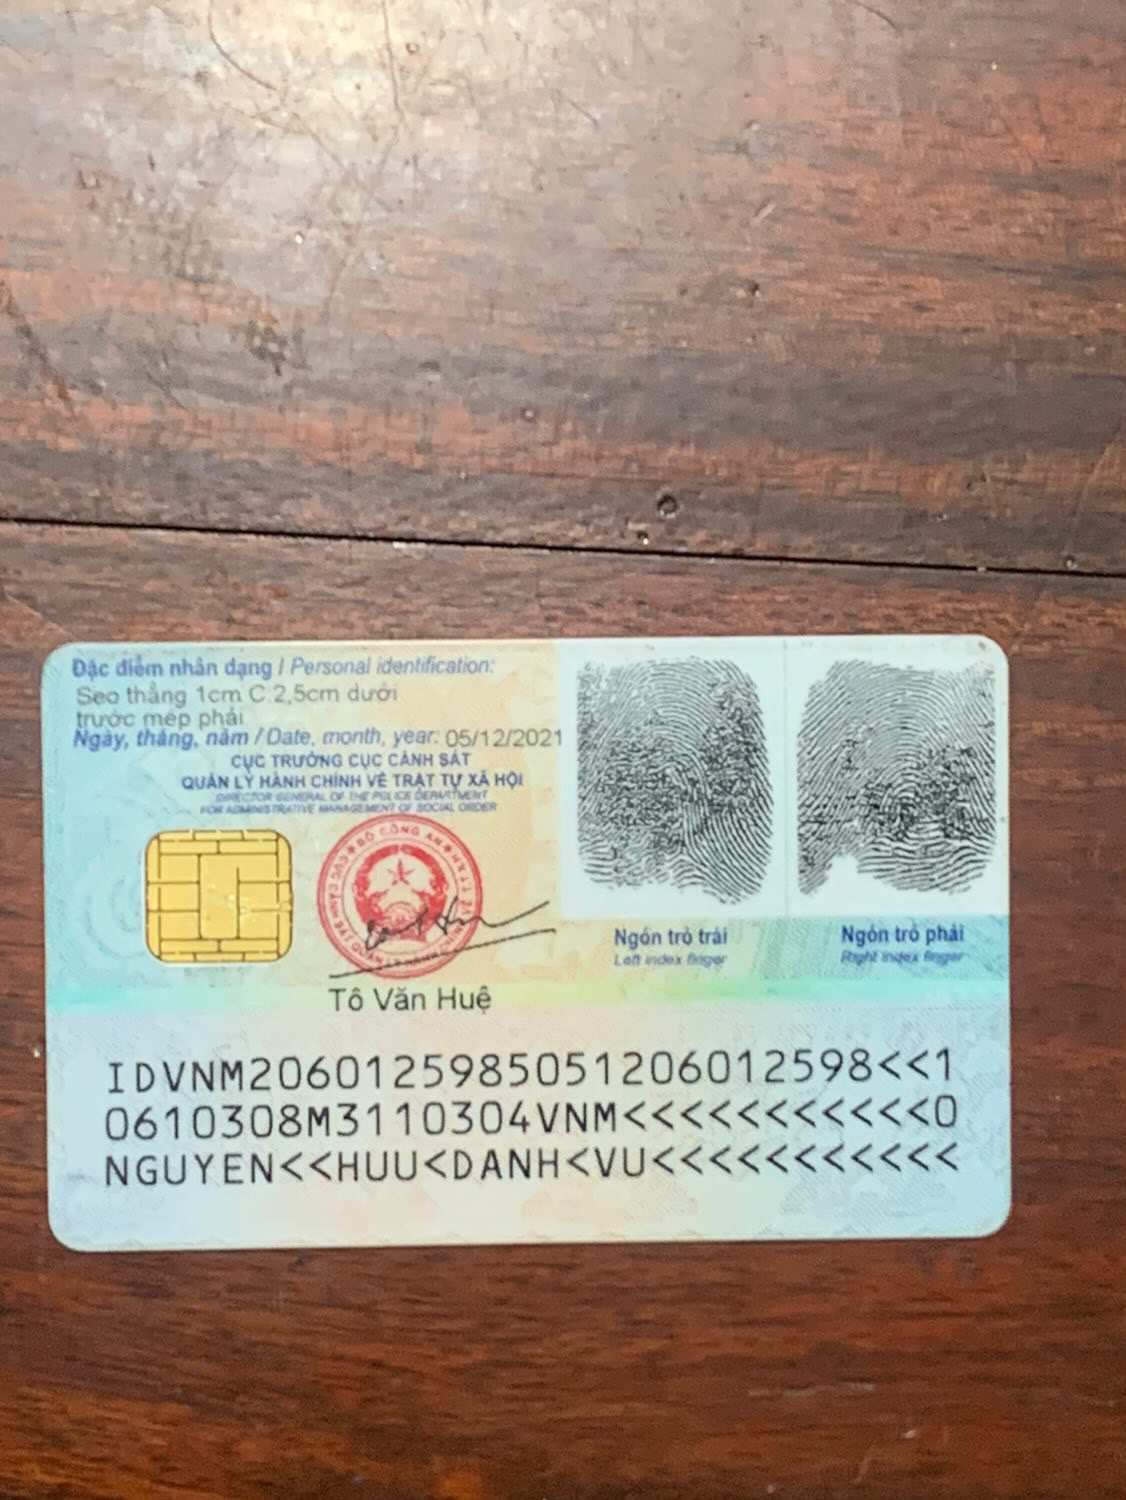 Đặc điểm nhân dạng / Personal identification:
Sẹo thẳng 1cm C:2,5cm dưới
trước mép phải
Ngày, tháng, năm / Date, month, year: 05/12/2021
CỤC TRƯỞNG CỤC CẢNH SÁT
QUẢN LÝ HÀNH CHÍNH VỀ TRẬT TỰ XÃ HỘI
DIRECTOR GENERAL OF THE POLICE DEPARTMENT
FOR ADMINISTRATIVE MANAGEMENT OF SOCIAL ORDER
BỘ CÔNG AN
Tô Văn Huệ
Ngón trỏ trái
Left index finger
Ngón trỏ phải
Right index finger
IDVNM2060125985051206012598<<1
0610308M3110304VNM<<<<<<<<<<<0
NGUYEN<<HUU<DANH<VU<<<<<<<<<<<